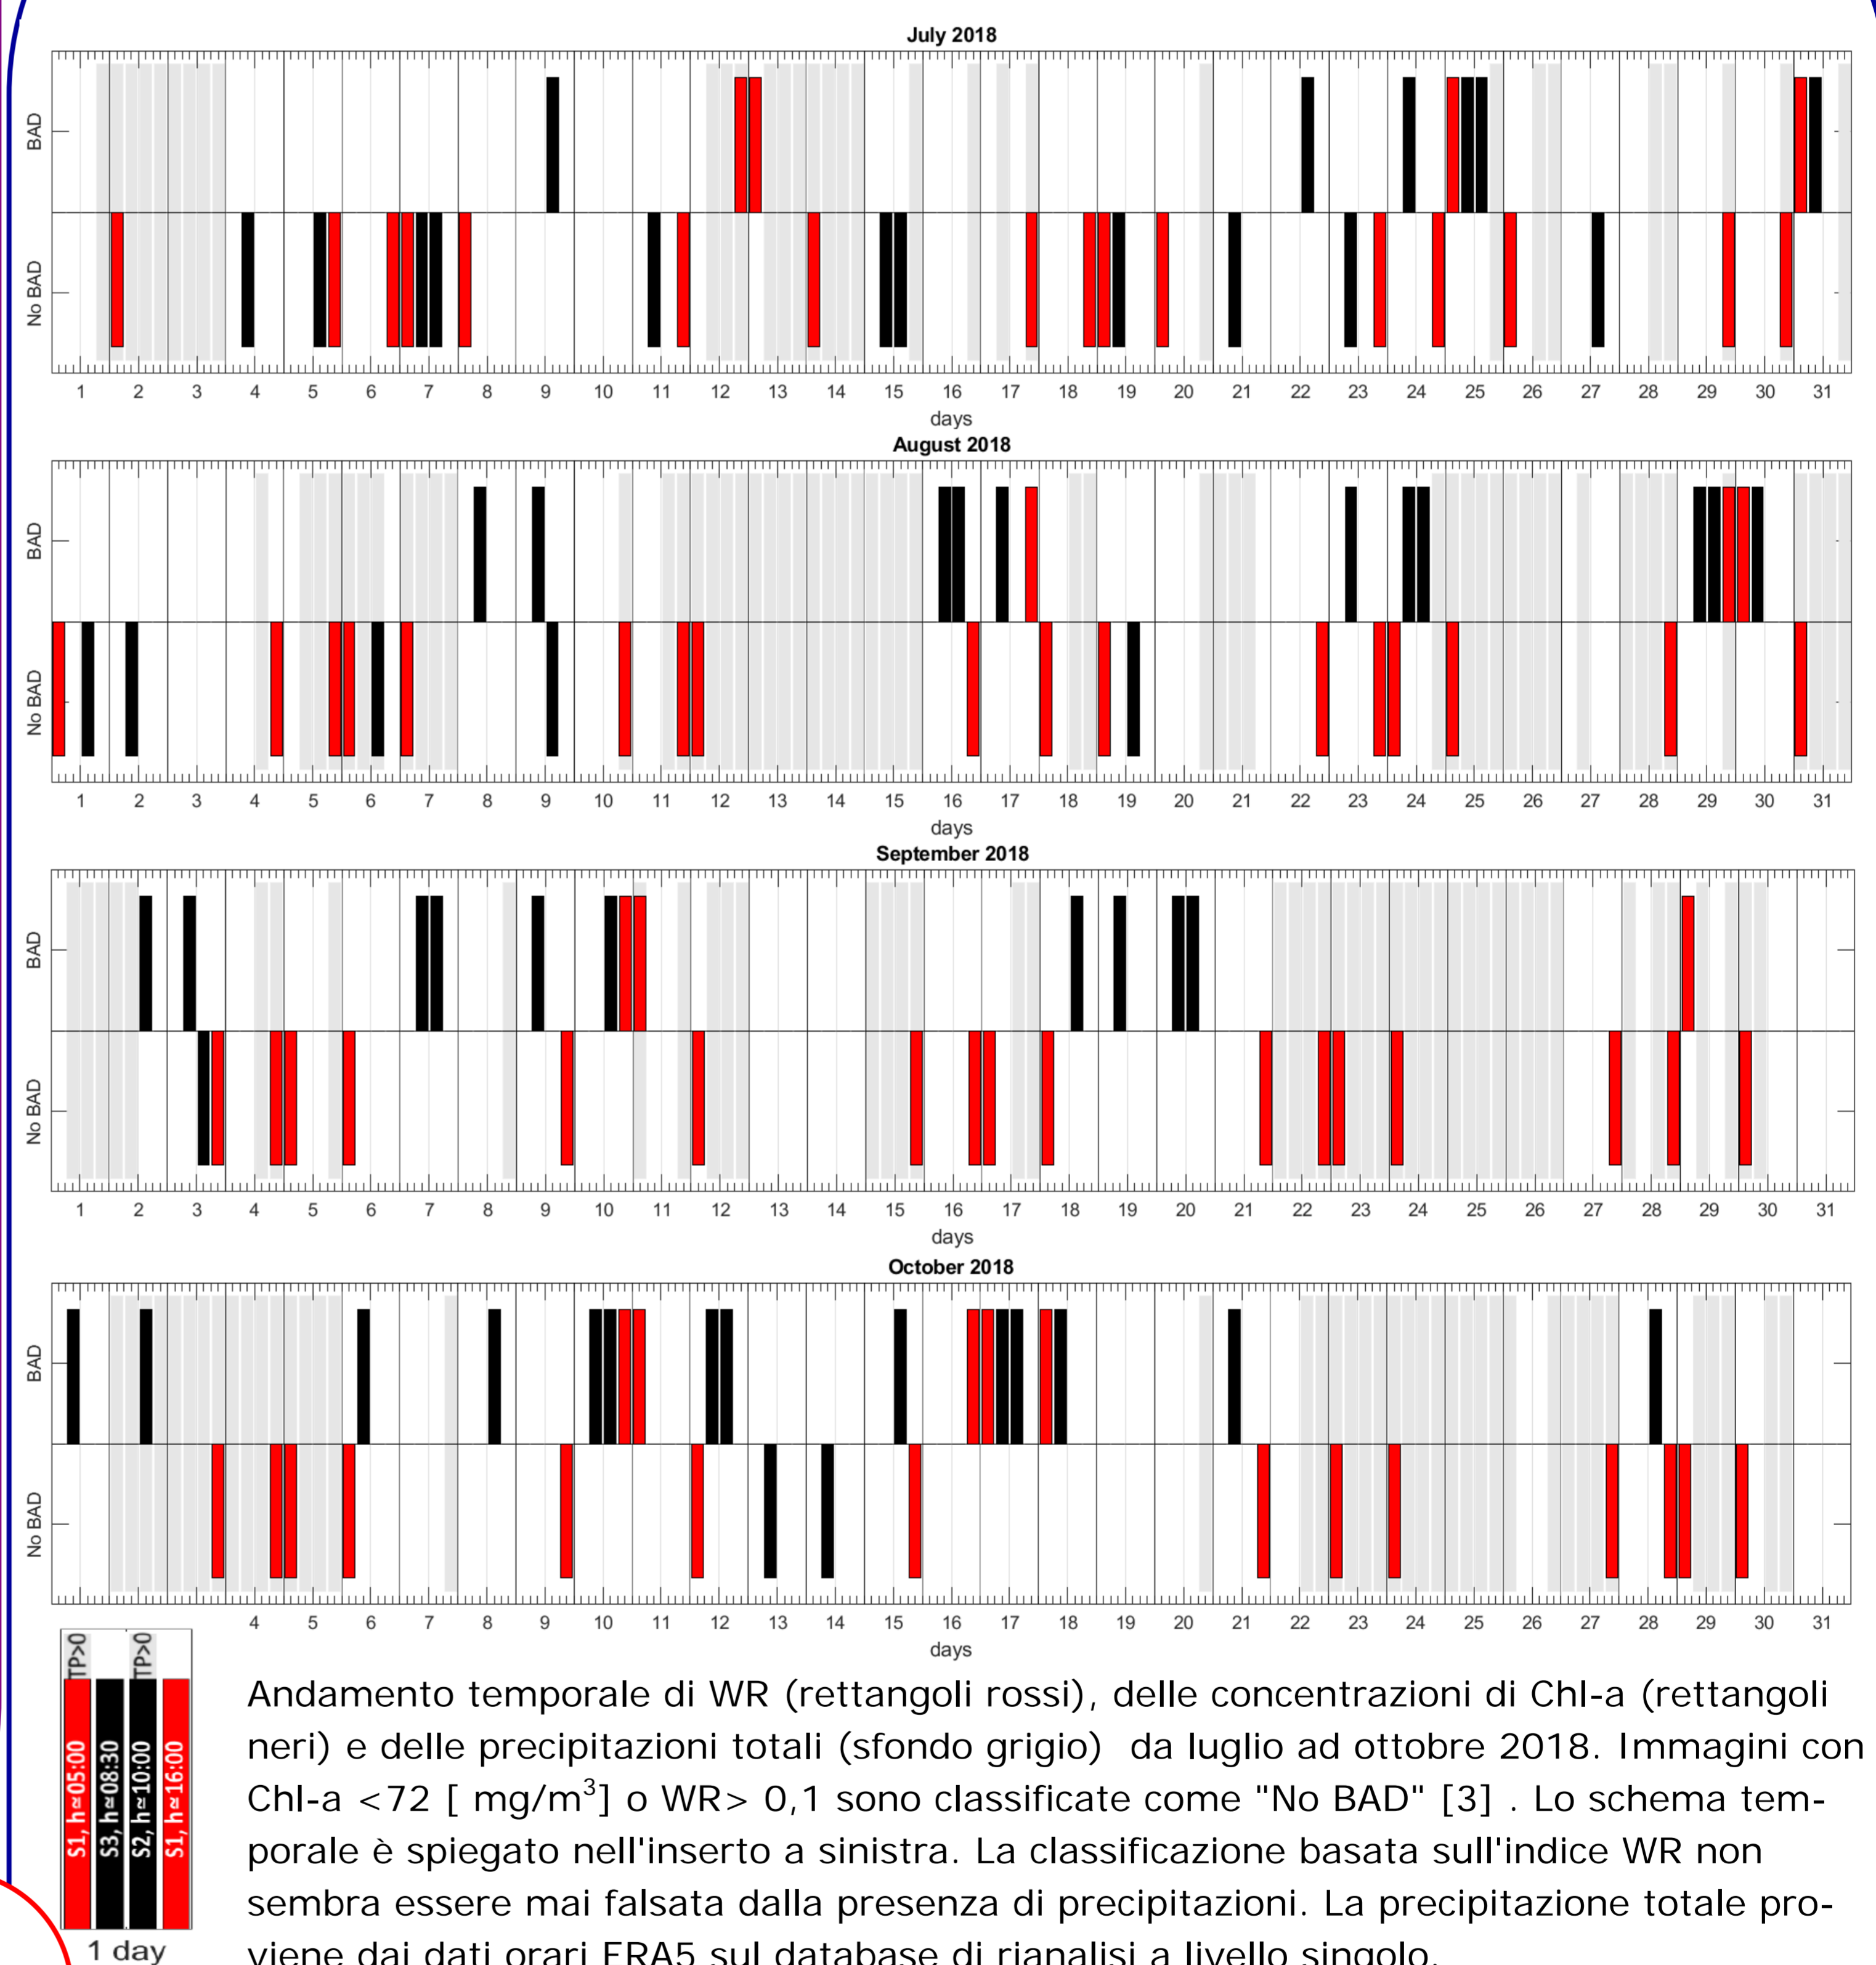 July 2018
BAD
No BAD
1 2 3 4 5 6 7 8 9 10 11 12 13 14 15 16 17 18 19 20 21 22 23 24 25 26 27 28 29 30 31
days
August 2018
BAD
No BAD
1 2 3 4 5 6 7 8 9 10 11 12 13 14 15 16 17 18 19 20 21 22 23 24 25 26 27 28 29 30 31
days
September 2018
BAD
No BAD
1 2 3 4 5 6 7 8 9 10 11 12 13 14 15 16 17 18 19 20 21 22 23 24 25 26 27 28 29 30 31
days
October 2018
BAD
No BAD
4 5 6 7 8 9 10 11 12 13 14 15 16 17 18 19 20 21 22 23 24 25 26 27 28 29 30 31
days
TP>0
TP>0
S1, h≃05:00
S3, h≃08:30
S2, h≃10:00
S1, h≃16:00
1 day
Andamento temporale di WR (rettangoli rossi), delle concentrazioni di Chl-a (rettangoli
neri) e delle precipitazioni totali (sfondo grigio) da luglio ad ottobre 2018. Immagini con
Chl-a <72 [ mg/m³] o WR> 0,1 sono classificate come "No BAD" [3] . Lo schema tem-
porale è spiegato nell'inserto a sinistra. La classificazione basata sull'indice WR non
sembra essere mai falsata dalla presenza di precipitazioni. La precipitazione totale pro-
viene dai dati orari ERA5 sul database di rianalisi a livello singolo.